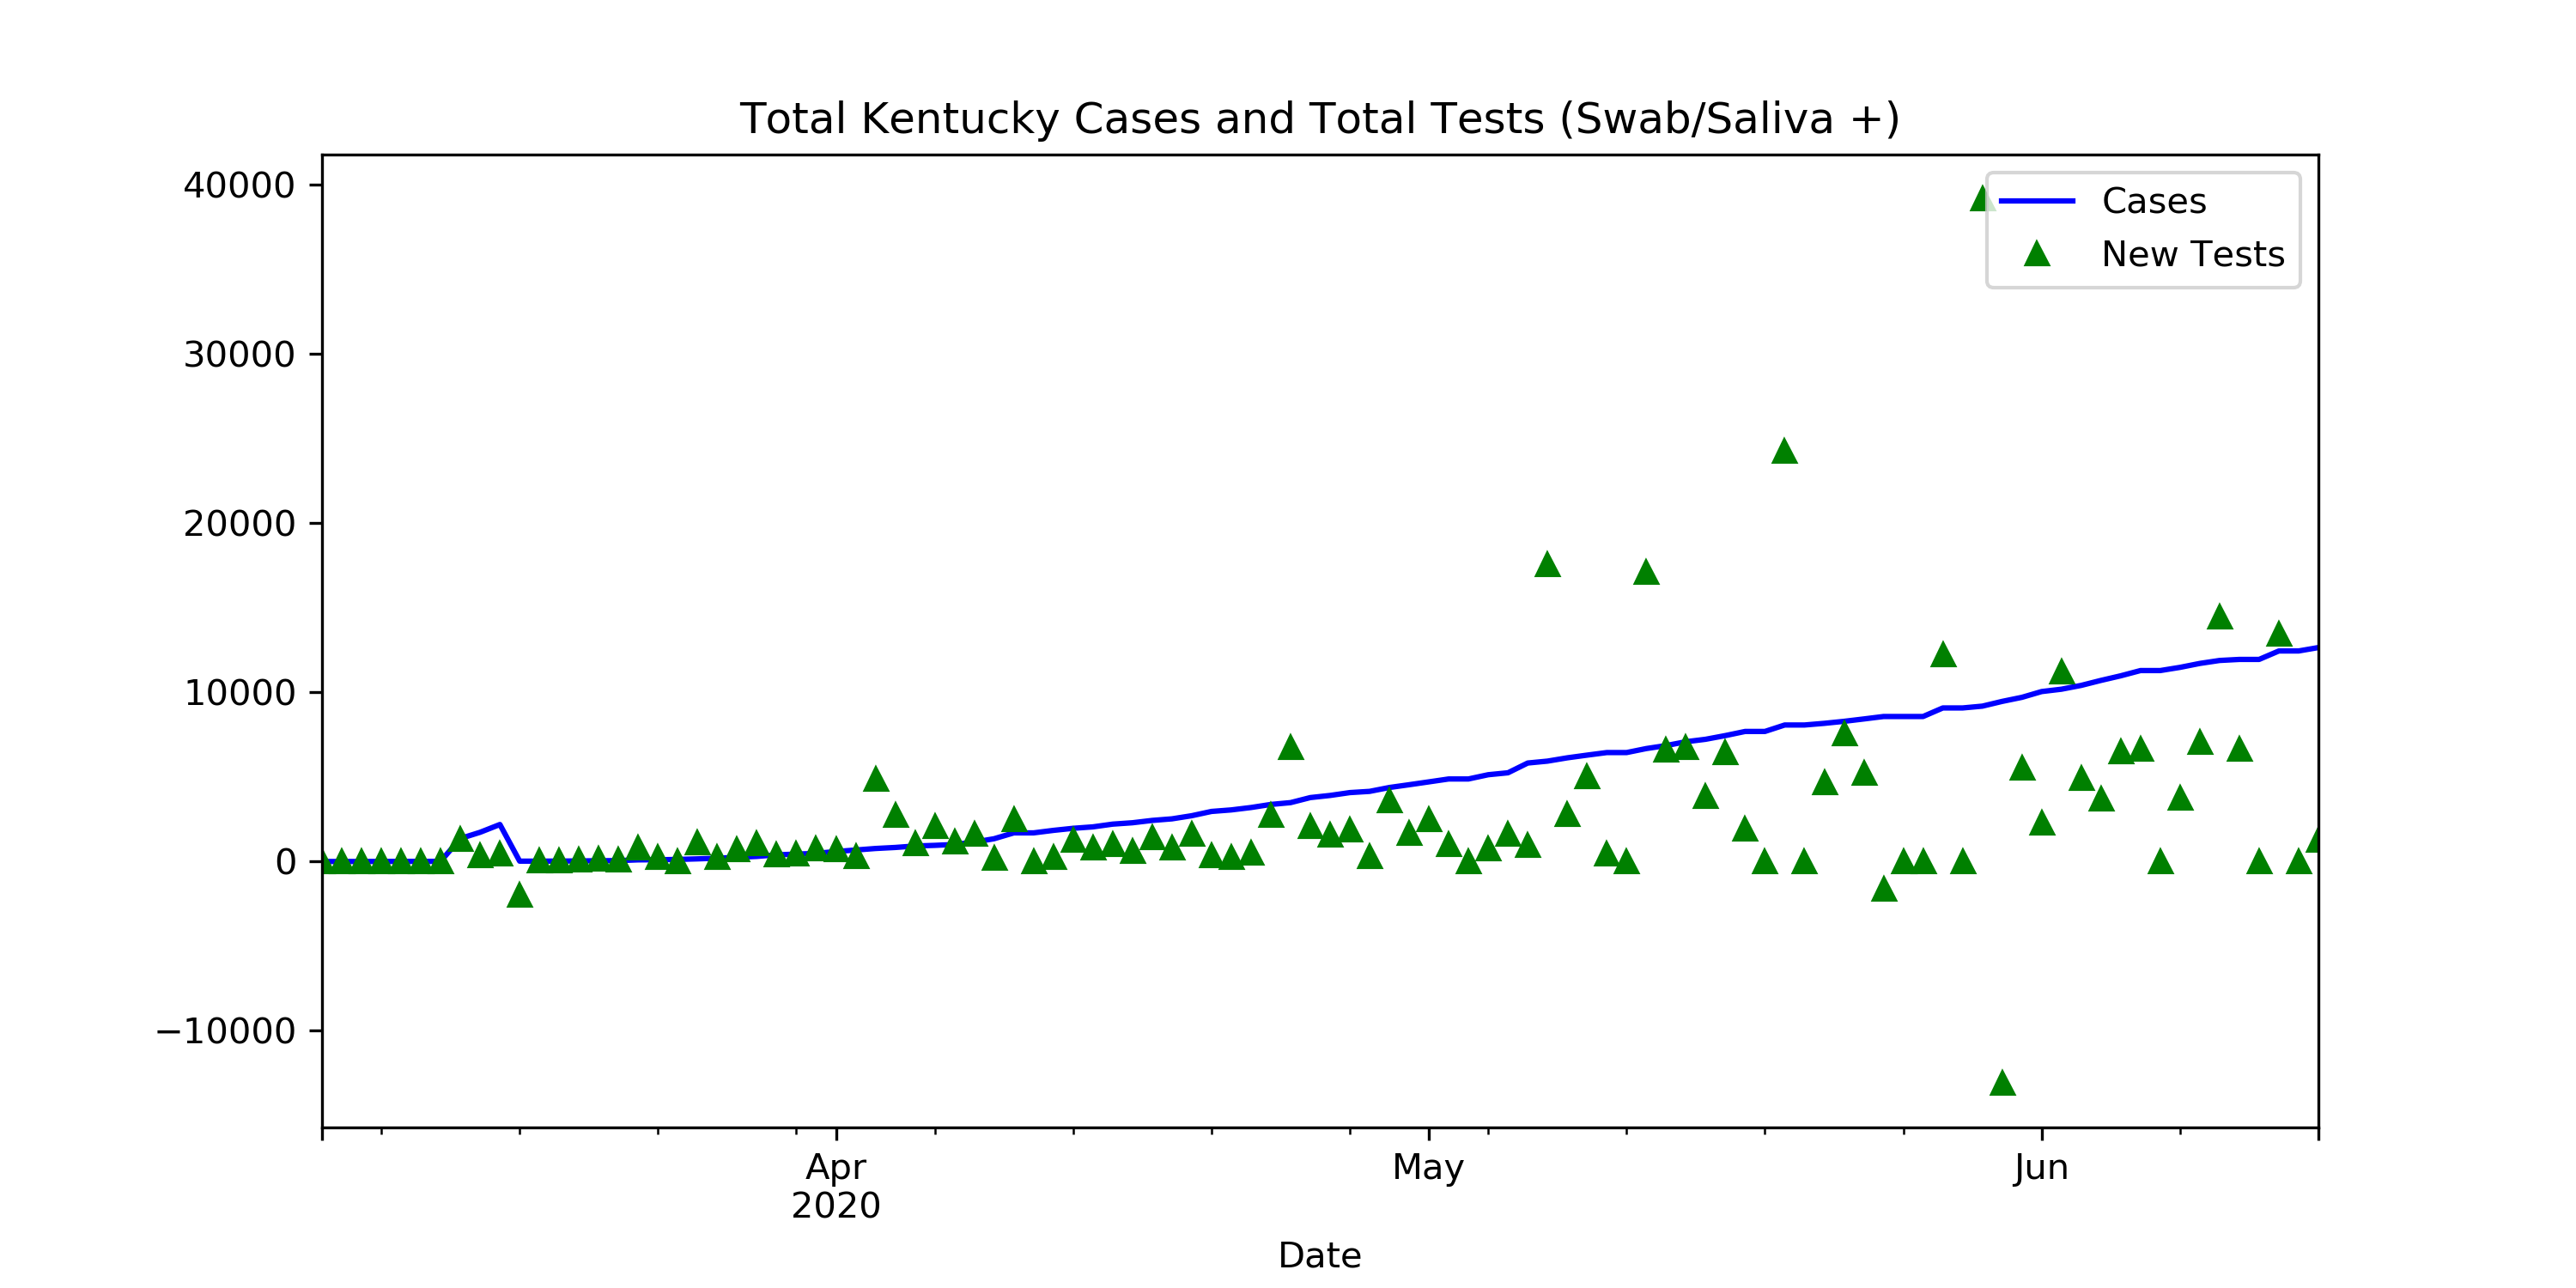 Total Kentucky Cases and Total Tests (Swab/Saliva +)
40000
30000
20000
10000
0
−10000
Cases
New Tests
Apr
2020
May
Jun
Date